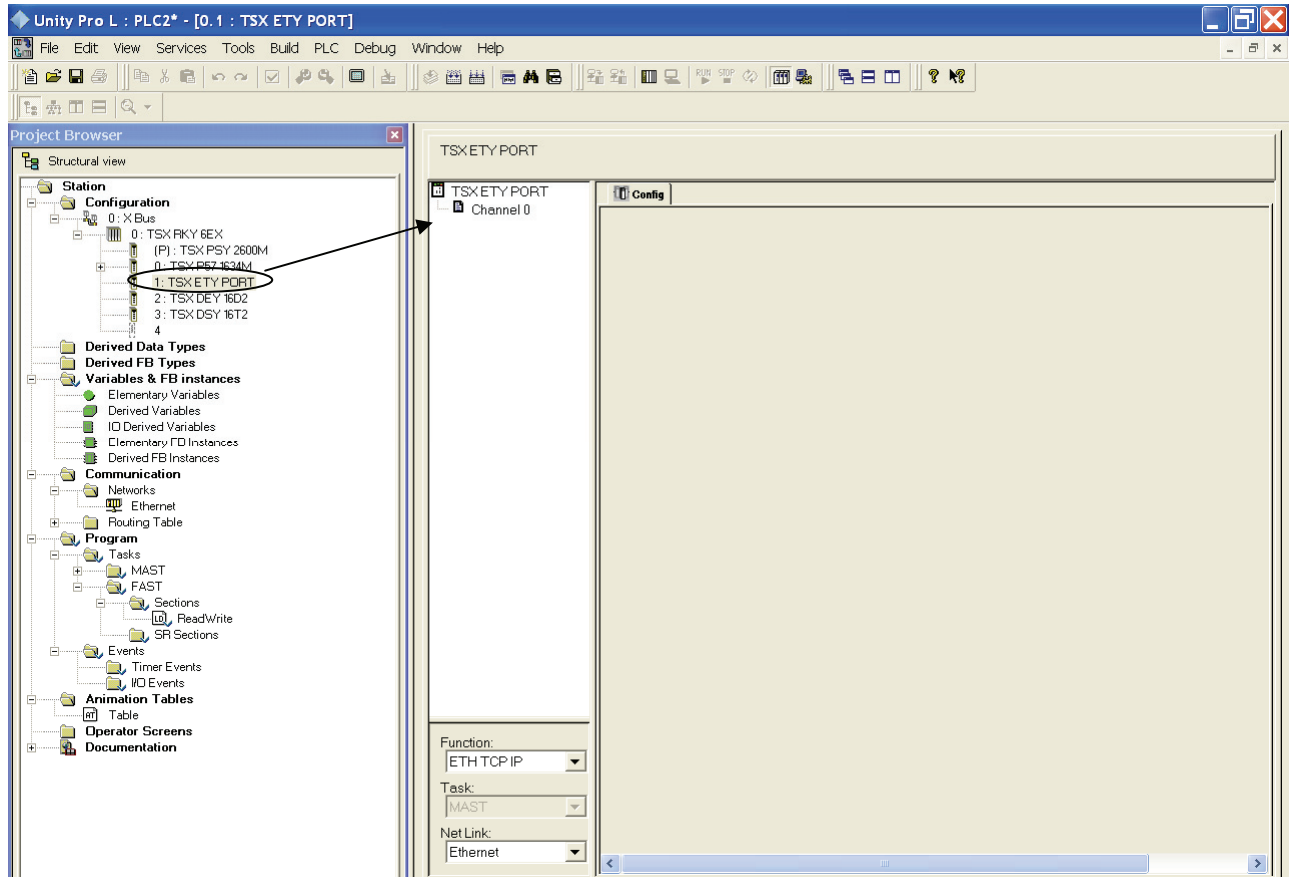 Unity Pro L : PLC2* - [0.1 : TSX ETY PORT]
File Edit View Services Tools Build PLC Debug Window Help
RUN STOP
Project Browser
Structural view
Station
Configuration
0 : X Bus
0 : TSX RKY 6EX
(P) : TSX PSY 2600M
0 : TSX P57 1634M
1 : TSX ETY PORT
2 : TSX DEY 16D2
3 : TSX DSY 16T2
4
Derived Data Types
Derived FB Types
Variables & FB instances
Elementary Variables
Derived Variables
IO Derived Variables
Elementary FB Instances
Derived FB Instances
Communication
Networks
Ethernet
Routing Table
Program
Tasks
MAST
FAST
Sections
LD ReadWrite
SR Sections
Events
Timer Events
I/O Events
Animation Tables
Table
Operator Screens
Documentation
TSX ETY PORT
TSX ETY PORT
Channel 0
Config
Function:
ETH TCP IP
Task:
MAST
Net Link:
Ethernet